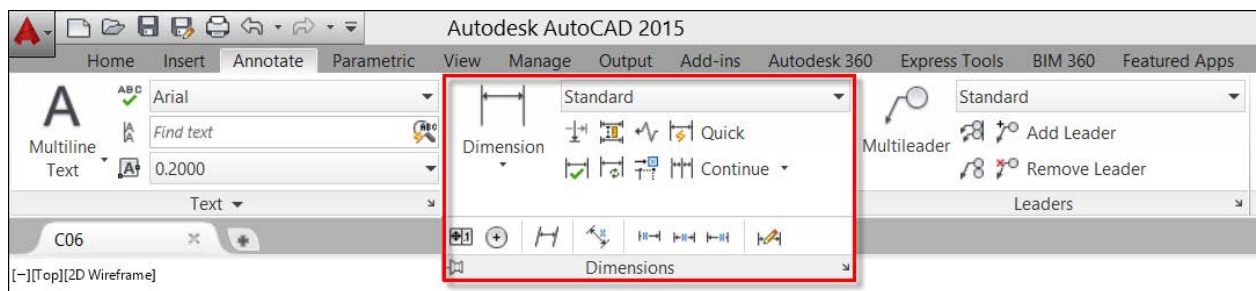 Autodesk AutoCAD 2015
Home Insert Annotate Parametric View Manage Output Add-ins Autodesk 360 Express Tools BIM 360 Featured Apps
A Multiline Text
ABC Arial
Find text
0.2000
Text
Dimension
Standard
Quick
Continue
Dimensions
Multileader
Standard
Add Leader
Remove Leader
Leaders
C06
[−][Top][2D Wireframe]